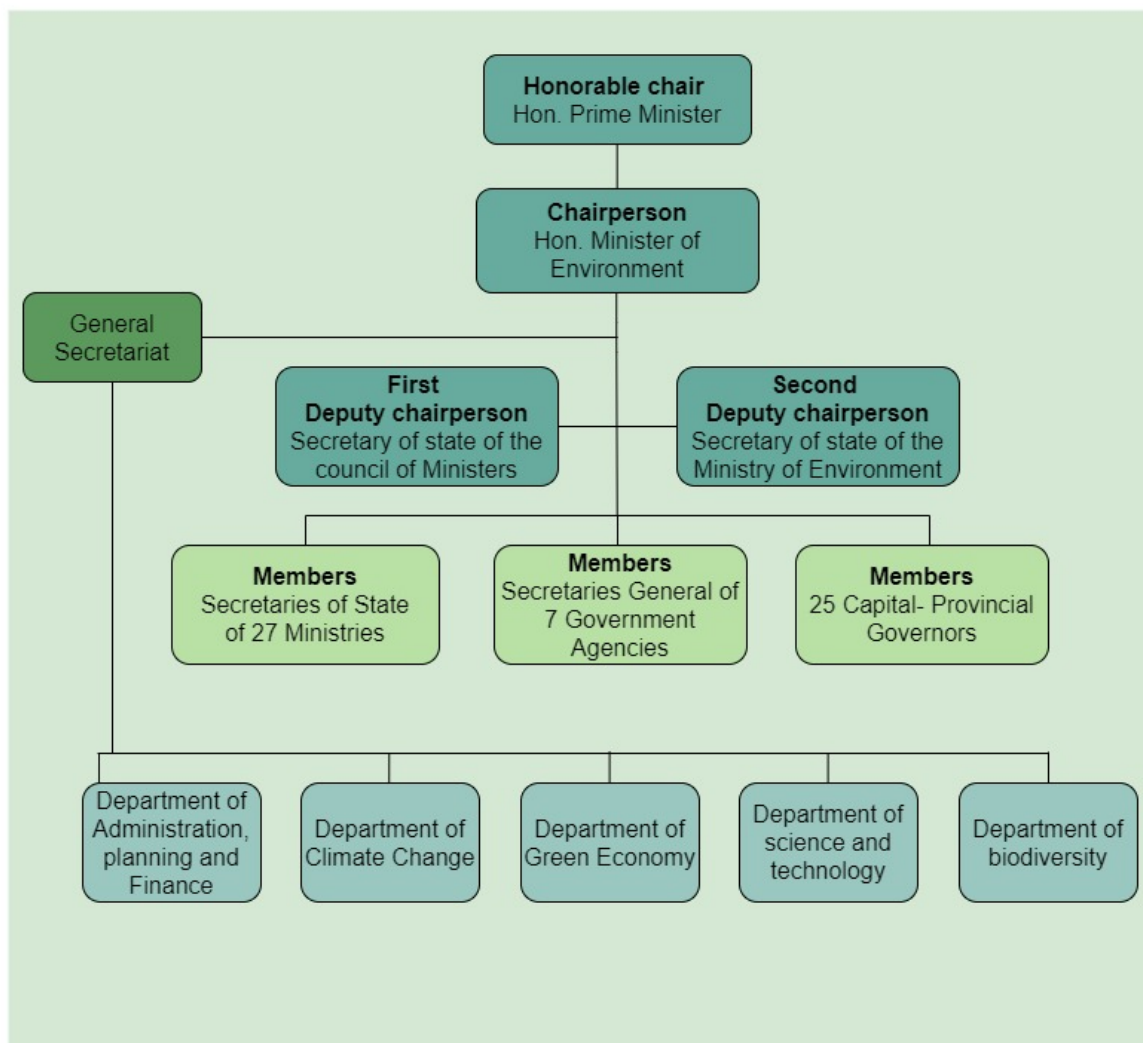 Honorable chair
Hon. Prime Minister
Chairperson
Hon. Minister of
Environment
General
Secretariat
First
Deputy chairperson
Secretary of state of the
council of Ministers
Second
Deputy chairperson
Secretary of state of the
Ministry of Environment
Members
Secretaries of State
of 27 Ministries
Members
Secretaries General of
7 Government
Agencies
Members
25 Capital- Provincial
Governors
Department of
Administration,
planning and
Finance
Department of
Climate Change
Department of
Green Economy
Department of
science and
technology
Department of
biodiversity